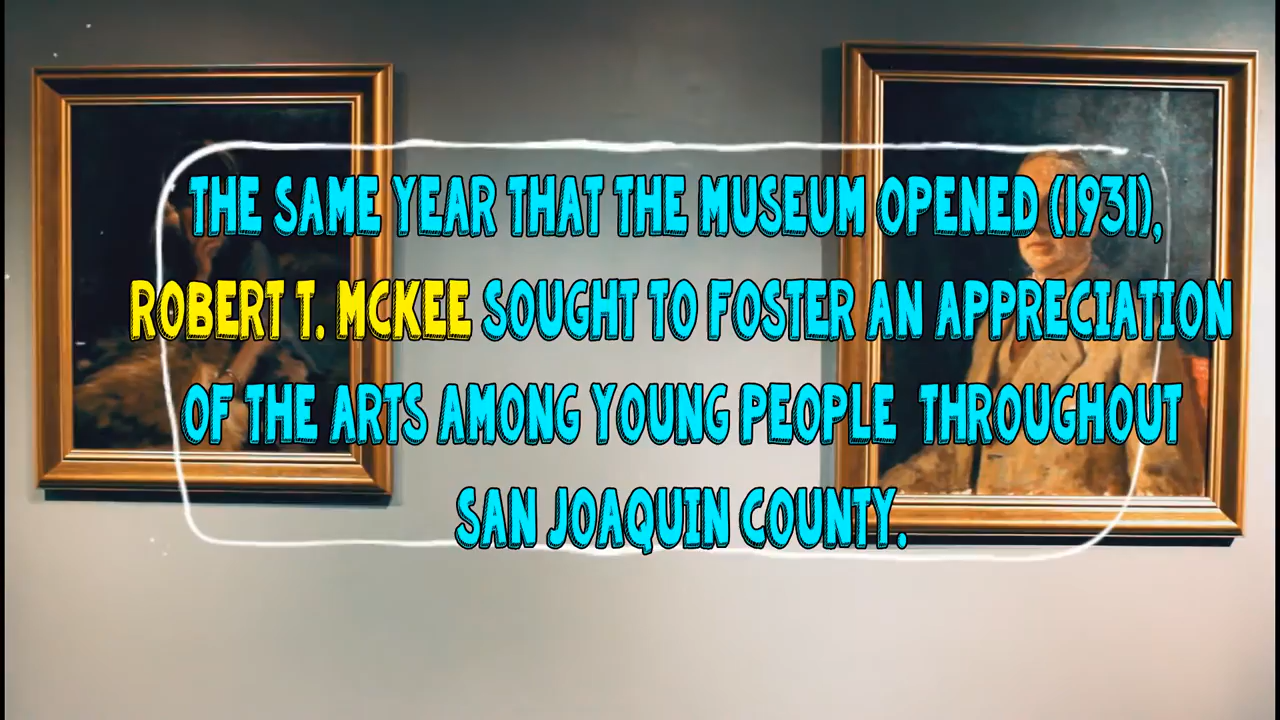 THE SAME YEAR THAT THE MUSEUM OPENED (1931),
ROBERT T. MCKEE SOUGHT TO FOSTER AN APPRECIATION
OF THE ARTS AMONG YOUNG PEOPLE THROUGHOUT
SAN JOAQUIN COUNTY.